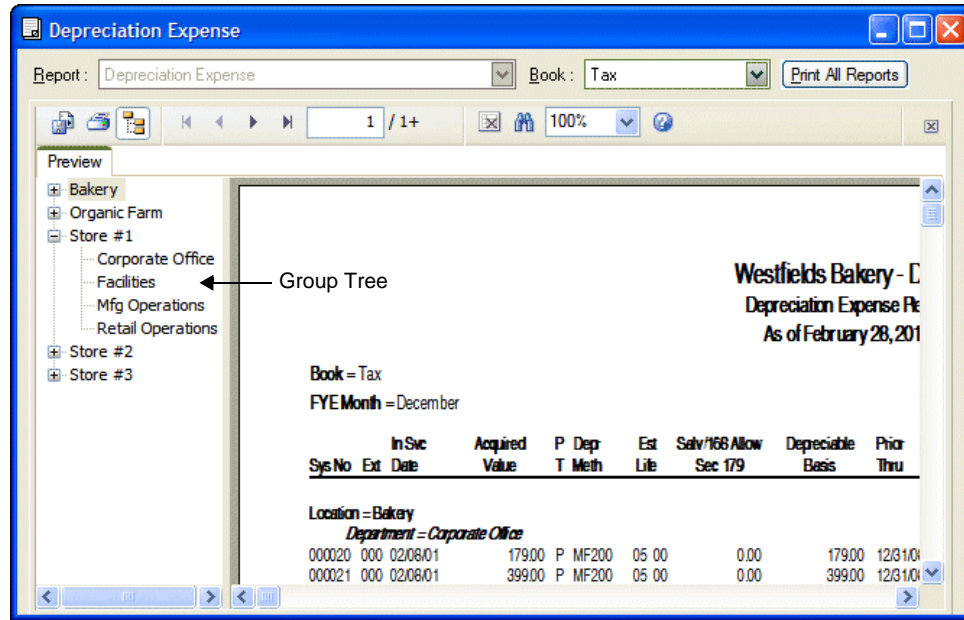 Depreciation Expense
Report : Depreciation Expense Book : Tax Print All Reports
1 / 1+ 100%
Preview
Bakery
Organic Farm
Store #1
Corporate Office
Facilities
Mfg Operations
Retail Operations
Store #2
Store #3
Group Tree
Westfields Bakery - D
Depreciation Expense Re
As of February 28, 201
Book = Tax
FYE Month = December
In Svc Acquired P Depr Est Salv/168 Allow Depreciable Prior
Sys No Ext Date Value T Meth Life Sec 179 Basis Thru
Location = Bakery
Department = Corporate Office
000020 000 02/08/01 179.00 P MF200 05 00 0.00 179.00 12/31/0
000021 000 02/08/01 399.00 P MF200 05 00 0.00 399.00 12/31/0